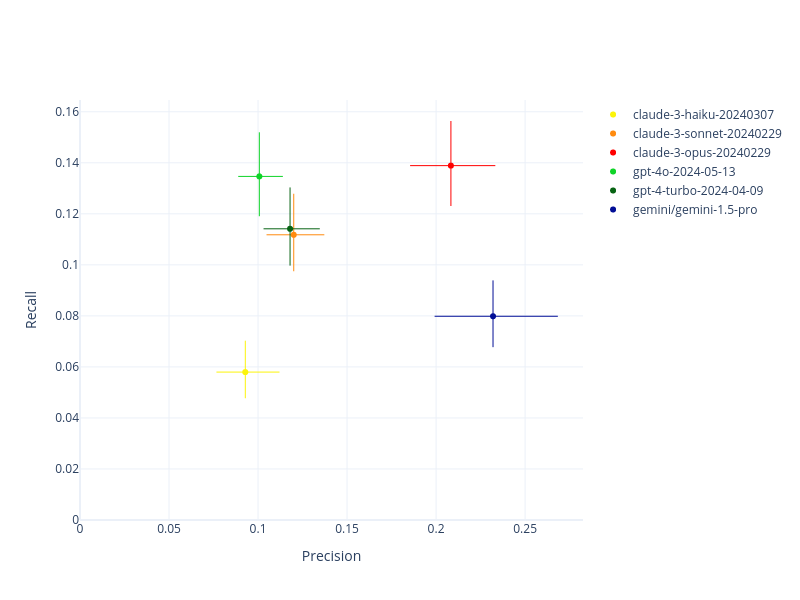 0.16
0.14
0.12
0.1
0.08
0.06
0.04
0.02
0
0 0.05 0.1 0.15 0.2 0.25
Recall
Precision
claude-3-haiku-20240307
claude-3-sonnet-20240229
claude-3-opus-20240229
gpt-4o-2024-05-13
gpt-4-turbo-2024-04-09
gemini/gemini-1.5-pro